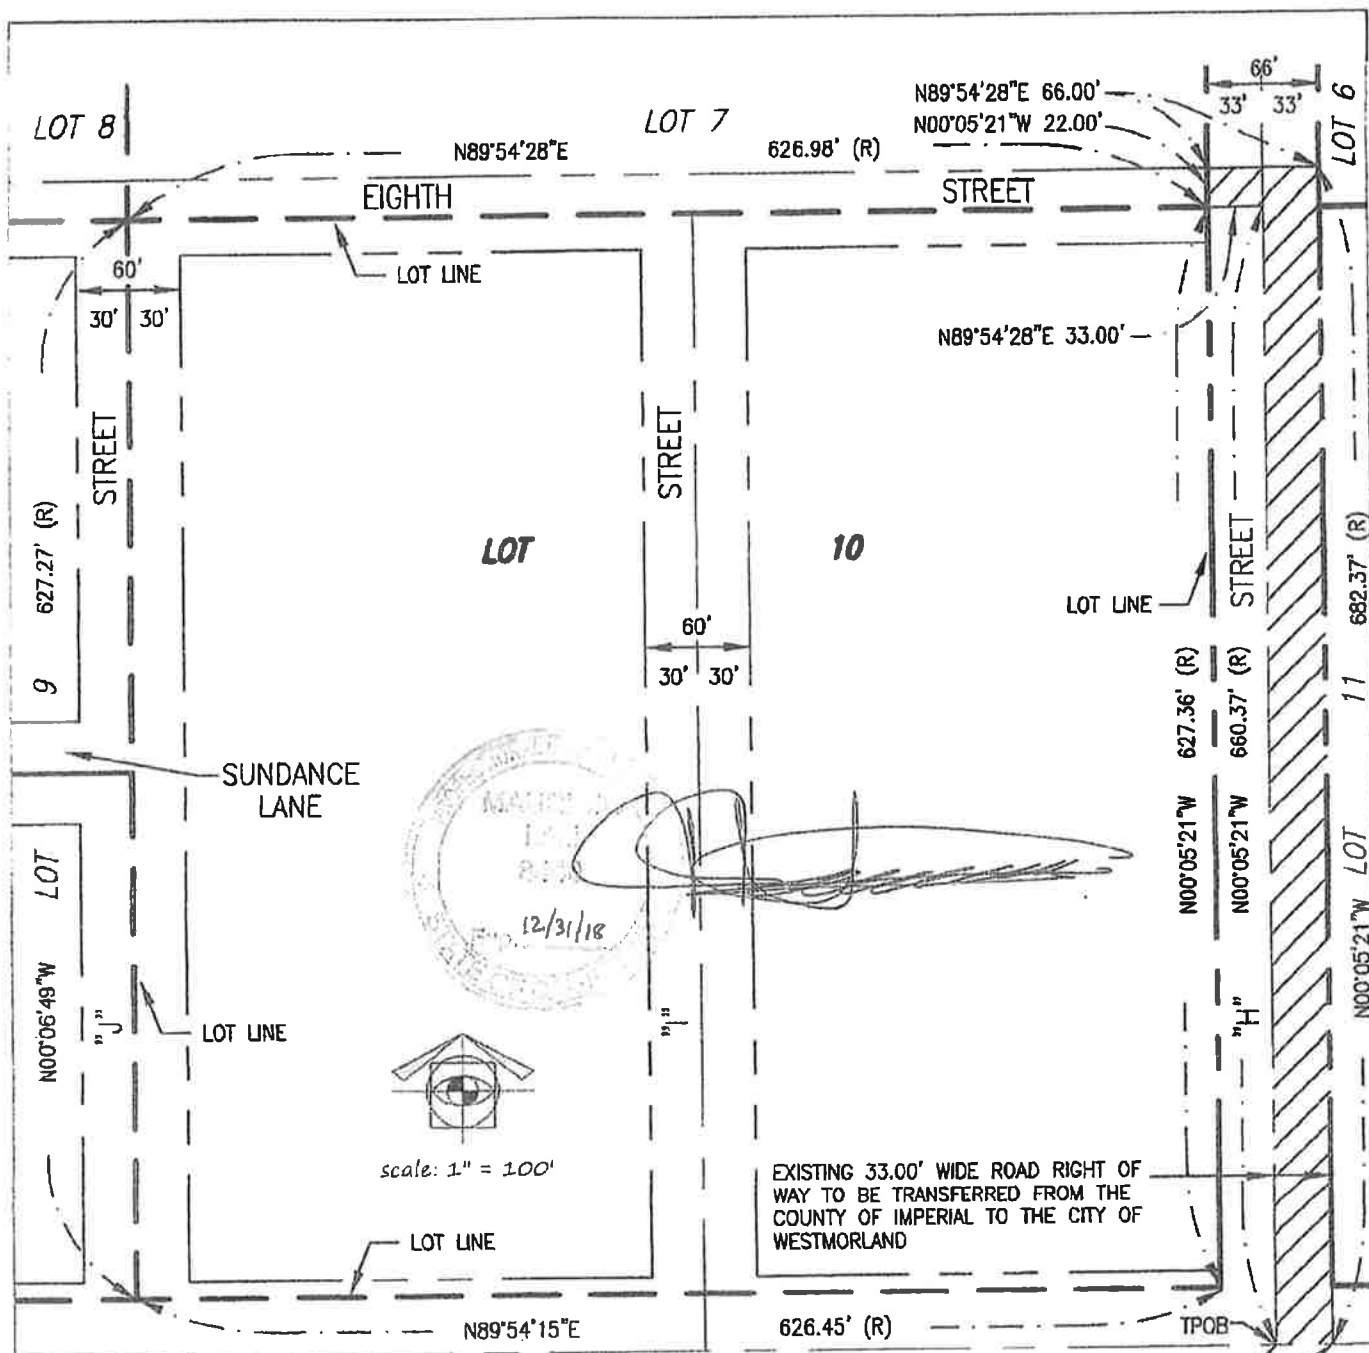 66'
N89°54'28"E 66.00'
33' 33'
LOT 8
LOT 7
LOT 6
N00°05'21"W 22.00'
N89°54'28"E
626.98' (R)
EIGHTH STREET
LOT LINE
60'
30' 30'
N89°54'28"E 33.00'
STREET
STREET
STREET
627.27' (R)
9
LOT
N00°06'49"W
"J"
LOT 10
LOT LINE
60'
30' 30'
627.36' (R)
660.37' (R)
N00°05'21"W
N00°05'21"W
682.37' (R)
11
LOT
N00°05'21"W
SUNDANCE
LANE
12/31/18
LOT LINE
"I"
"H"
scale: 1" = 100'
EXISTING 33.00' WIDE ROAD RIGHT OF
WAY TO BE TRANSFERRED FROM THE
COUNTY OF IMPERIAL TO THE CITY OF
WESTMORLAND
LOT LINE
N89°54'15"E
626.45' (R)
TPOB